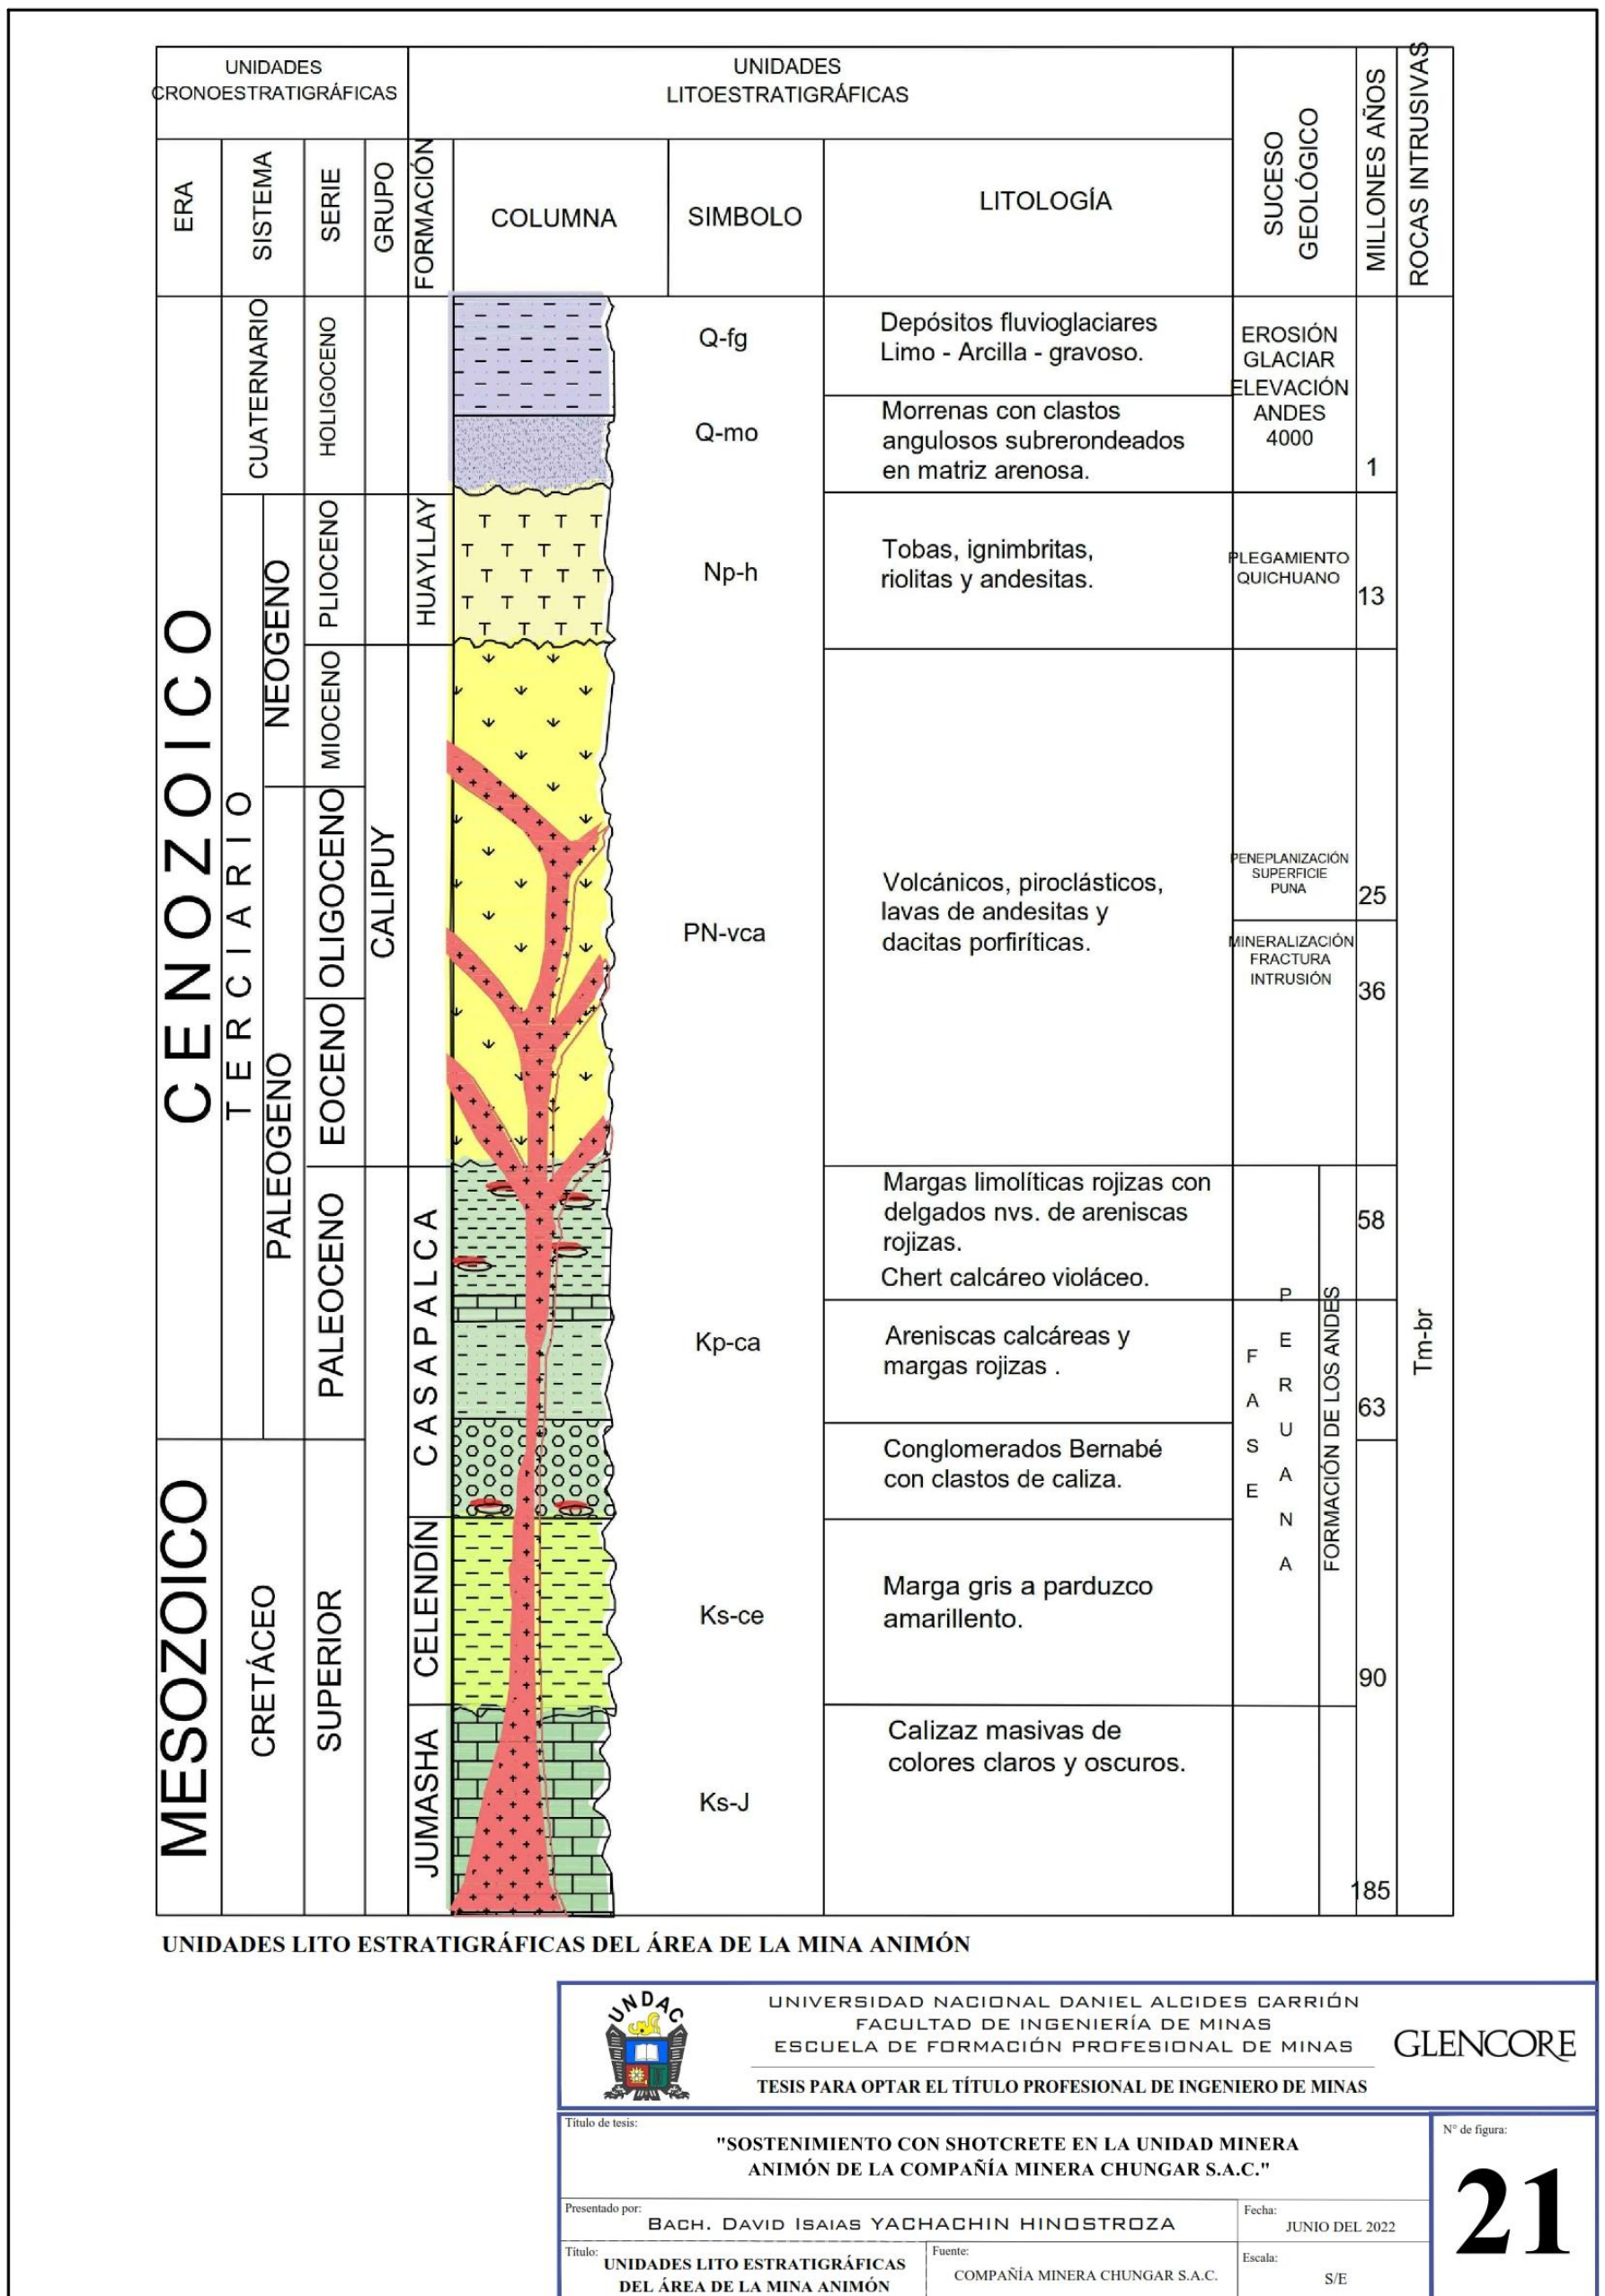 UNIDADES
CRONOESTRATIGRÁFICAS
UNIDADES
LITOESTRATIGRÁFICAS
ERA
SISTEMA
SERIE
GRUPO
FORMACIÓN
COLUMNA
SIMBOLO
LITOLOGÍA
SUCESO
GEOLÓGICO
MILLONES AÑOS
ROCAS INTRUSIVAS
CENOZOICO
CUATERNARIO
HOLIGOCENO
Q-fg
Depósitos fluvioglaciares
Limo - Arcilla - gravoso.
EROSIÓN
GLACIAR
ELEVACIÓN
ANDES
4000
Q-mo
Morrenas con clastos
angulosos subrerondeados
en matriz arenosa.
1
TERCIARIO
NEOGENO
PLIOCENO
HUAYLLAY
Np-h
Tobas, ignimbritas,
riolitas y andesitas.
PLEGAMIENTO
QUICHUANO
13
MIOCENO
PALEOGENO
OLIGOCENO
EOCENO
CALIPUY
PN-vca
Volcánicos, piroclásticos,
lavas de andesitas y
dacitas porfiríticas.
PENEPLANIZACIÓN
SUPERFICIE
PUNA
25
MINERALIZACIÓN
FRACTURA
INTRUSIÓN
36
PALEOCENO
CASAPALCA
Kp-ca
Margas limolíticas rojizas con
delgados nvs. de areniscas
rojizas.
Chert calcáreo violáceo.
58
Areniscas calcáreas y
margas rojizas .
63
Conglomerados Bernabé
con clastos de caliza.
FASE
PERUANA
FORMACIÓN DE LOS ANDES
Tm-br
MESOZOICO
CRETÁCEO
SUPERIOR
CELENDÍN
Ks-ce
Marga gris a parduzco
amarillento.
90
JUMASHA
Ks-J
Calizaz masivas de
colores claros y oscuros.
185
UNIDADES LITO ESTRATIGRÁFICAS DEL ÁREA DE LA MINA ANIMÓN
UNDAC
UNIVERSIDAD NACIONAL DANIEL ALCIDES CARRIÓN
FACULTAD DE INGENIERÍA DE MINAS
ESCUELA DE FORMACIÓN PROFESIONAL DE MINAS
GLENCORE
TESIS PARA OPTAR EL TÍTULO PROFESIONAL DE INGENIERO DE MINAS
Título de tesis:
"SOSTENIMIENTO CON SHOTCRETE EN LA UNIDAD MINERA
ANIMÓN DE LA COMPAÑÍA MINERA CHUNGAR S.A.C."
N° de figura:
21
Presentado por:
BACH. DAVID ISAIAS YACHACHIN HINOSTROZA
Fecha:
JUNIO DEL 2022
Título:
UNIDADES LITO ESTRATIGRÁFICAS
DEL ÁREA DE LA MINA ANIMÓN
Fuente:
COMPAÑÍA MINERA CHUNGAR S.A.C.
Escala:
S/E